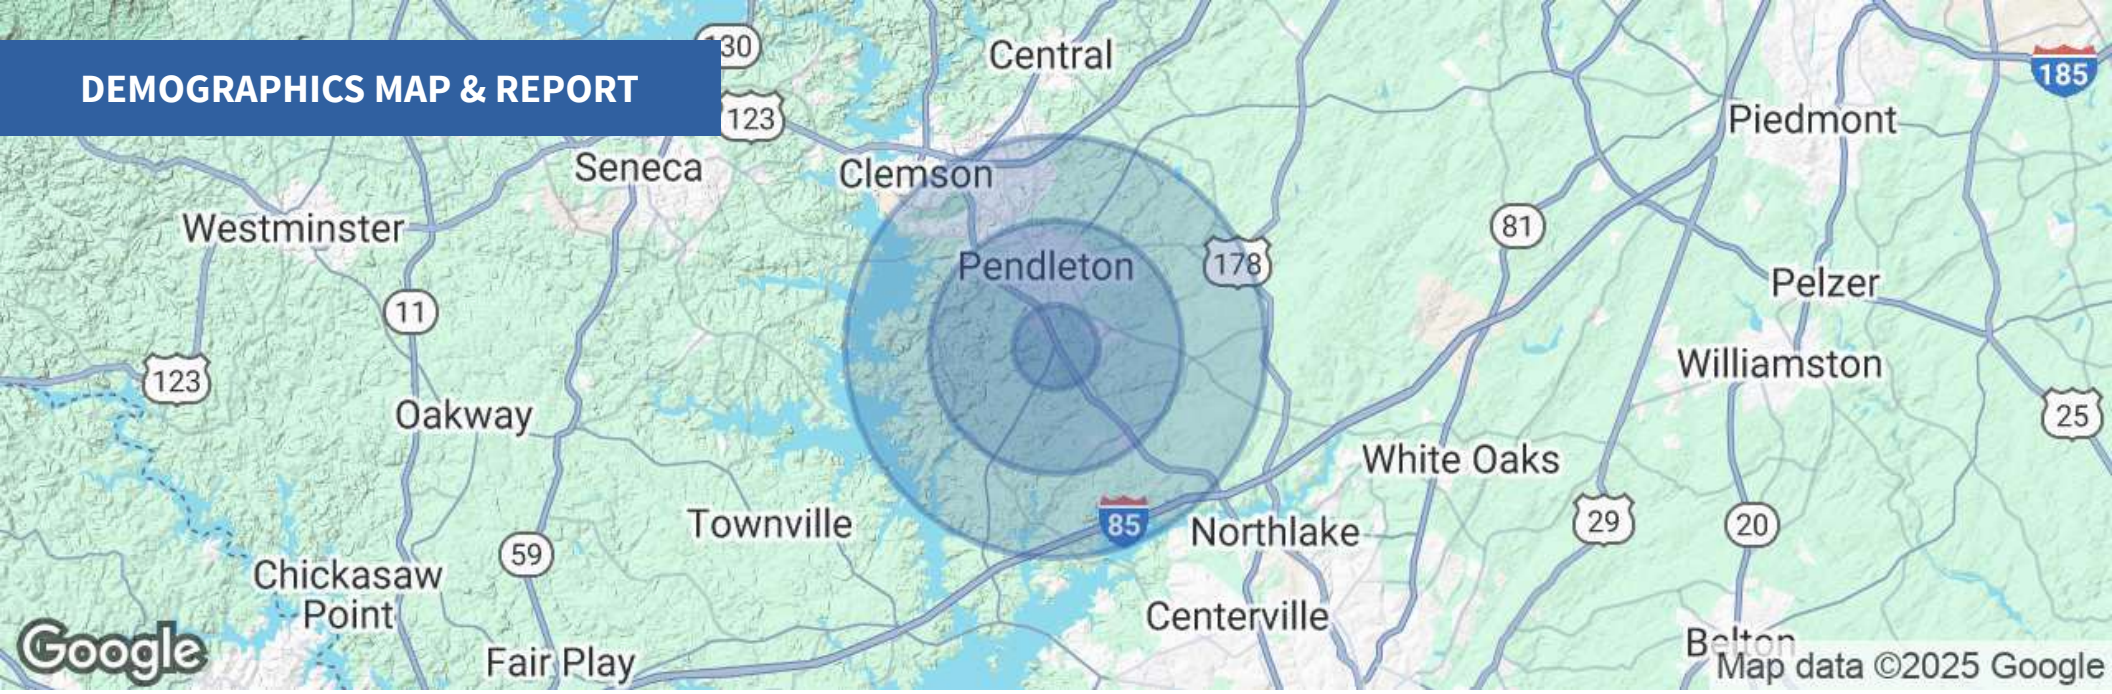 DEMOGRAPHICS MAP & REPORT
130
Central
185
123
Piedmont
Seneca
Clemson
Westminster
81
Pendleton
178
Pelzer
11
Williamston
123
Oakway
25
White Oaks
Townville
85
Northlake
29
20
59
Chickasaw
Point
Centerville
Belton
Google
Fair Play
Map data ©2025 Google